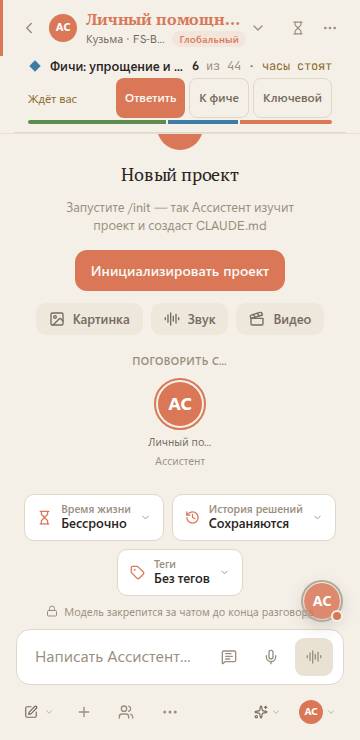 АС
Личный помощн...
Кузьма · FS-B... Глобальный
Фичи: упрощение и ... 6 из 44 · часы стоят
Ждёт вас
Ответить
К фиче
Ключевой
Новый проект
Запустите /init — так Ассистент изучит
проект и создаст CLAUDE.md
Инициализировать проект
Картинка
Звук
Видео
ПОГОВОРИТЬ С...
АС
Личный по...
Ассистент
Время жизни
Бессрочно
История решений
Сохраняются
Теги
Без тегов
АС
Модель закрепится за чатом до конца разговора
Написать Ассистент...
АС